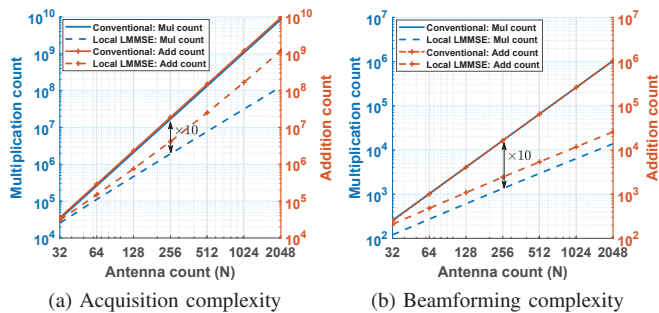 Conventional: Mul count
Local LMMSE: Mul count
Conventional: Add count
Local LMMSE: Add count
Multiplication count
10^10
10^9
10^8
10^7
10^6
10^5
10^4
×10
10^10
10^9
10^8
10^7
10^6
10^5
10^4
Addition count
32 64 128 256 512 1024 2048
Antenna count (N)
(a) Acquisition complexity
Conventional: Mul count
Local LMMSE: Mul count
Conventional: Add count
Local LMMSE: Add count
Multiplication count
10^7
10^6
10^5
10^4
10^3
10^2
×10
10^7
10^6
10^5
10^4
10^3
10^2
Addition count
32 64 128 256 512 1024 2048
Antenna count (N)
(b) Beamforming complexity